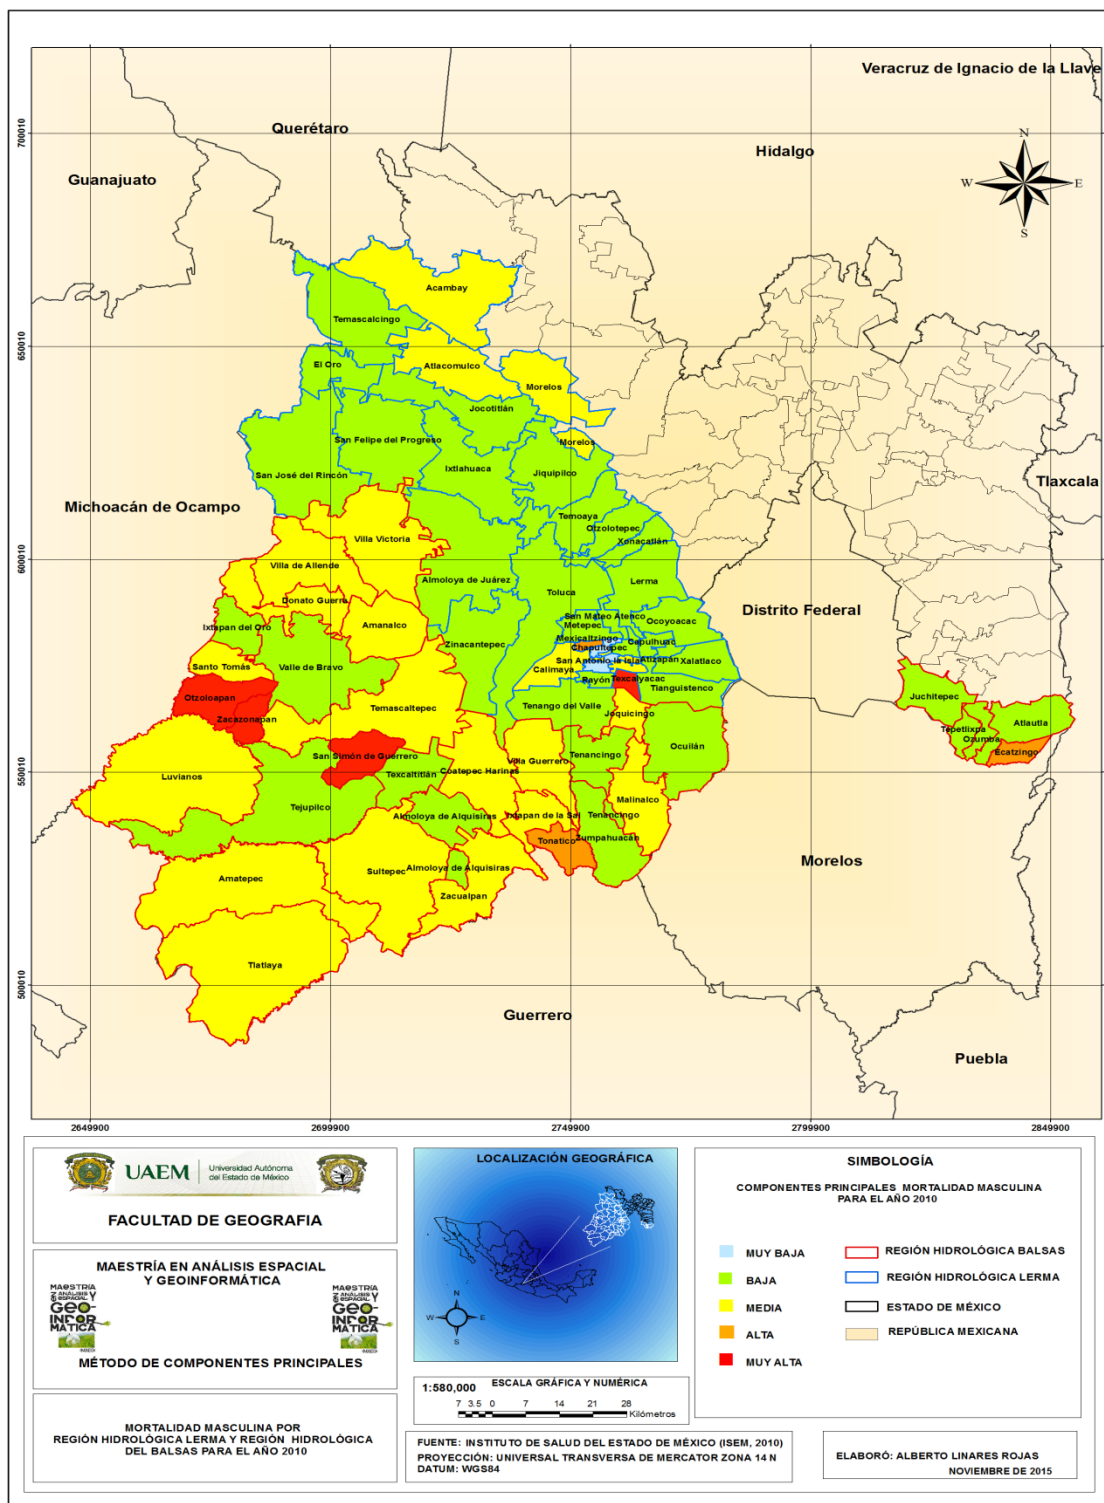 Veracruz de Ignacio de la Llave
Querétaro
Hidalgo
Guanajuato
N
W
E
S
700010
Acambay
Temascalcingo
650010
El Oro
Atlacomulco
Morelos
Jocotitlán
San Felipe del Progreso
Morelos
Ixtlahuaca
Jiquipilco
San José del Rincón
Tlaxcala
Michoacán de Ocampo
Temoaya
Otzolotepec
Xonacatlán
Villa Victoria
600010
Villa de Allende
Almoloya de Juárez
Lerma
Toluca
Donato Guerra
Distrito Federal
Ixtapan del Oro
Amanalco
San Mateo Atenco
Metepec
Ocoyoacac
Mexicaltzingo
Capulhuac
Zinacantepec
Chapultepec
Santo Tomás
Valle de Bravo
San Antonio la Isla
Atizapán
Xalatlaco
Calimaya
Rayón
Texcalyacac
Tianguistenco
Otzoloapan
Juchitepec
Zacazonapan
Temascaltepec
Tenango del Valle
Joquicingo
Atlautla
Tepetlixpa
Ozumba
Ecatzingo
San Simón de Guerrero
Villa Guerrero
Tenancingo
Ocuilán
Luvianos
Texcaltitlán
Coatepec Harinas
550010
Tejupilco
Malinalco
Almoloya de Alquisiras
Ixtapan de la Sal
Tenancingo
Tonatico
Zumpahuacán
Morelos
Amatepec
Sultepec
Almoloya de Alquisiras
Zacualpan
Tlatlaya
500010
Guerrero
Puebla
2649900
2699900
2749900
2799900
2849900
UAEM
Universidad Autónoma
del Estado de México
FACULTAD DE GEOGRAFIA
MAESTRÍA EN ANÁLISIS ESPACIAL
Y GEOINFORMÁTICA
MÉTODO DE COMPONENTES PRINCIPALES
MORTALIDAD MASCULINA POR
REGIÓN HIDROLÓGICA LERMA Y REGIÓN HIDROLÓGICA
DEL BALSAS PARA EL AÑO 2010
LOCALIZACIÓN GEOGRÁFICA
N
W
E
S
1:580,000
ESCALA GRÁFICA Y NUMÉRICA
7 3.5 0 7 14 21 28
Kilómetros
FUENTE: INSTITUTO DE SALUD DEL ESTADO DE MÉXICO (ISEM, 2010)
PROYECCIÓN: UNIVERSAL TRANSVERSA DE MERCATOR ZONA 14 N
DATUM: WGS84
SIMBOLOGÍA
COMPONENTES PRINCIPALES MORTALIDAD MASCULINA
PARA EL AÑO 2010
MUY BAJA
BAJA
MEDIA
ALTA
MUY ALTA
REGIÓN HIDROLÓGICA BALSAS
REGIÓN HIDROLÓGICA LERMA
ESTADO DE MÉXICO
REPÚBLICA MEXICANA
ELABORÓ: ALBERTO LINARES ROJAS
NOVIEMBRE DE 2015